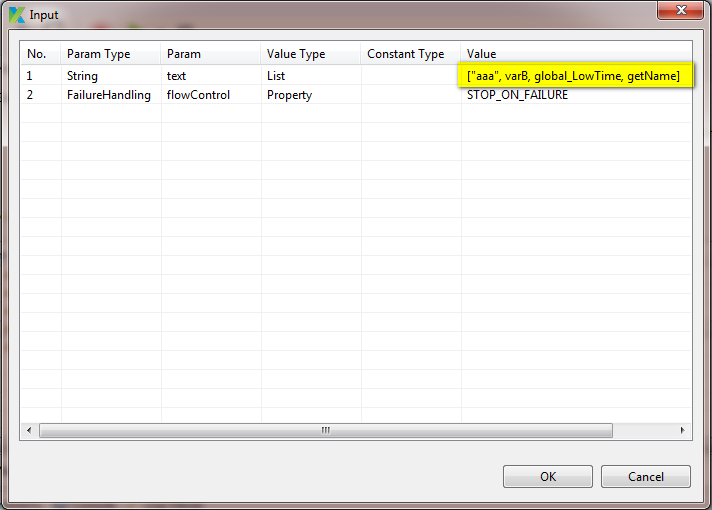 Input
No. Param Type Param Value Type Constant Type Value
1 String text List ["aaa", varB, global_LowTime, getName]
2 FailureHandling flowControl Property STOP_ON_FAILURE
OK Cancel